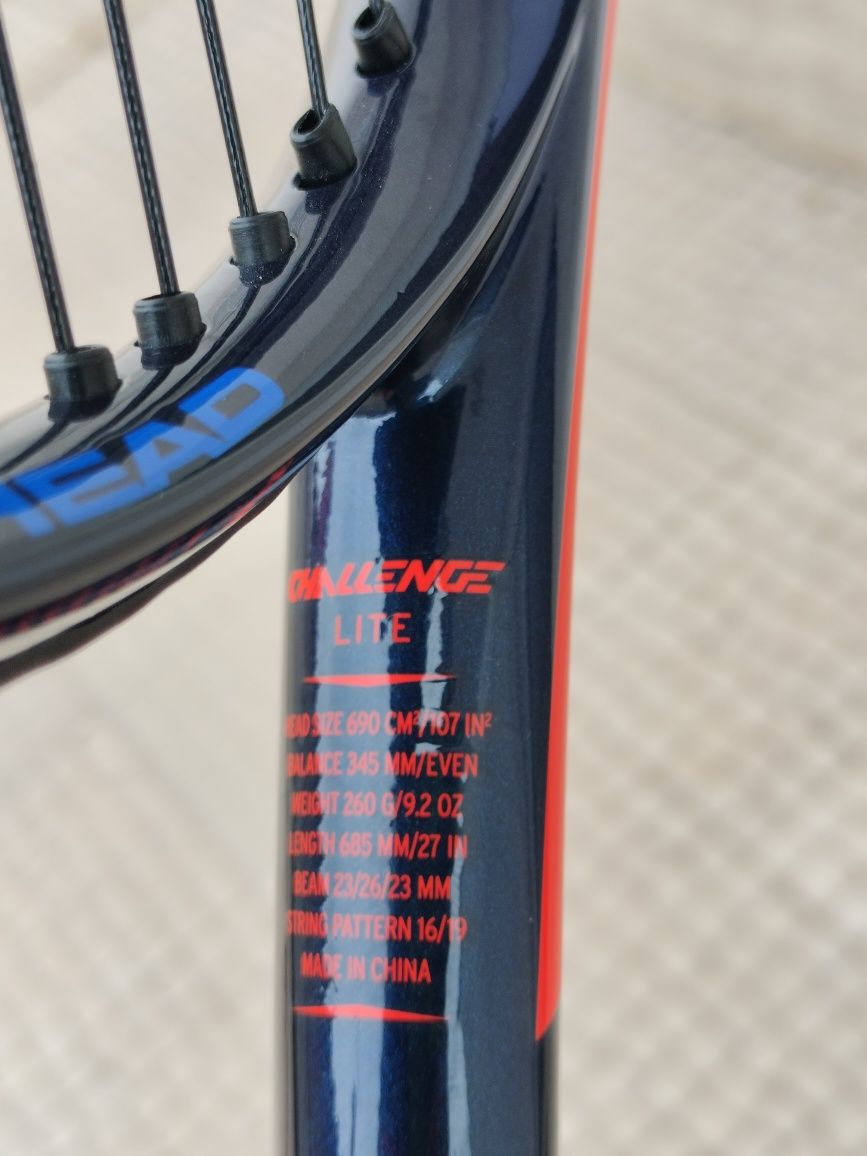 HEAD
CHALLENGE
LITE
HEAD SIZE 690 CM²/107 IN²
BALANCE 345 MM/EVEN
WEIGHT 260 G/9.2 OZ
LENGTH 685 MM/27 IN
BEAM 23/26/23 MM
STRING PATTERN 16/19
MADE IN CHINA